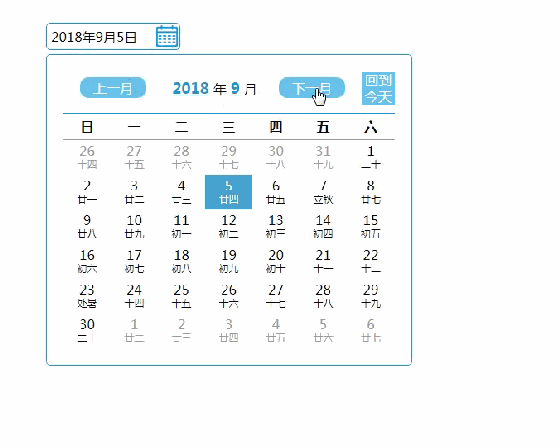 2018年9月5日
上一月 2018 年 9 月 下一月 回到
今天
日 一 二 三 四 五 六
26 27 28 29 30 31 1
十四 十五 十六 十七 十八 十九 二十
2 3 4 5 6 7 8
廿一 廿二 廿三 廿四 廿五 立秋 廿七
9 10 11 12 13 14 15
廿八 廿九 初一 初二 初三 初四 初五
16 17 18 19 20 21 22
初六 初七 初八 初九 初十 十一 十二
23 24 25 26 27 28 29
处暑 十四 十五 十六 十七 十八 十九
30 1 2 3 4 5 6
廿二 廿三 廿四 廿五 廿六 廿七